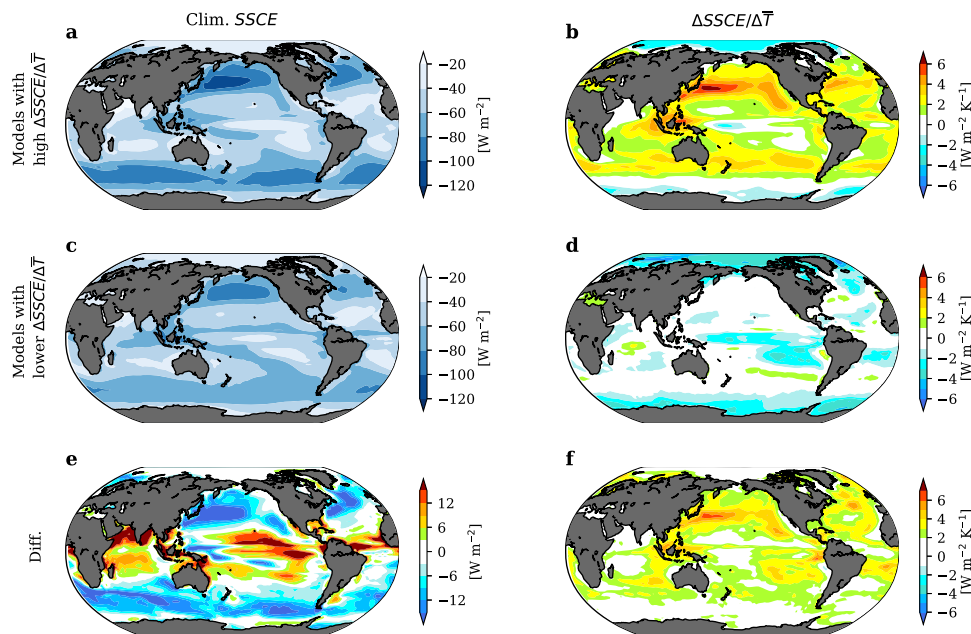 Clim. SSCE
ΔSSCE/ΔT̅
a
b
Models with
high ΔSSCE/ΔT̅
−20
−40
−60
−80
−100
−120
[W m⁻²]
6
4
2
0
−2
−4
−6
[W m⁻² K⁻¹]
c
d
Models with
lower ΔSSCE/ΔT̅
−20
−40
−60
−80
−100
−120
[W m⁻²]
6
4
2
0
−2
−4
−6
[W m⁻² K⁻¹]
e
f
Diff.
12
6
0
−6
−12
[W m⁻²]
6
4
2
0
−2
−4
−6
[W m⁻² K⁻¹]